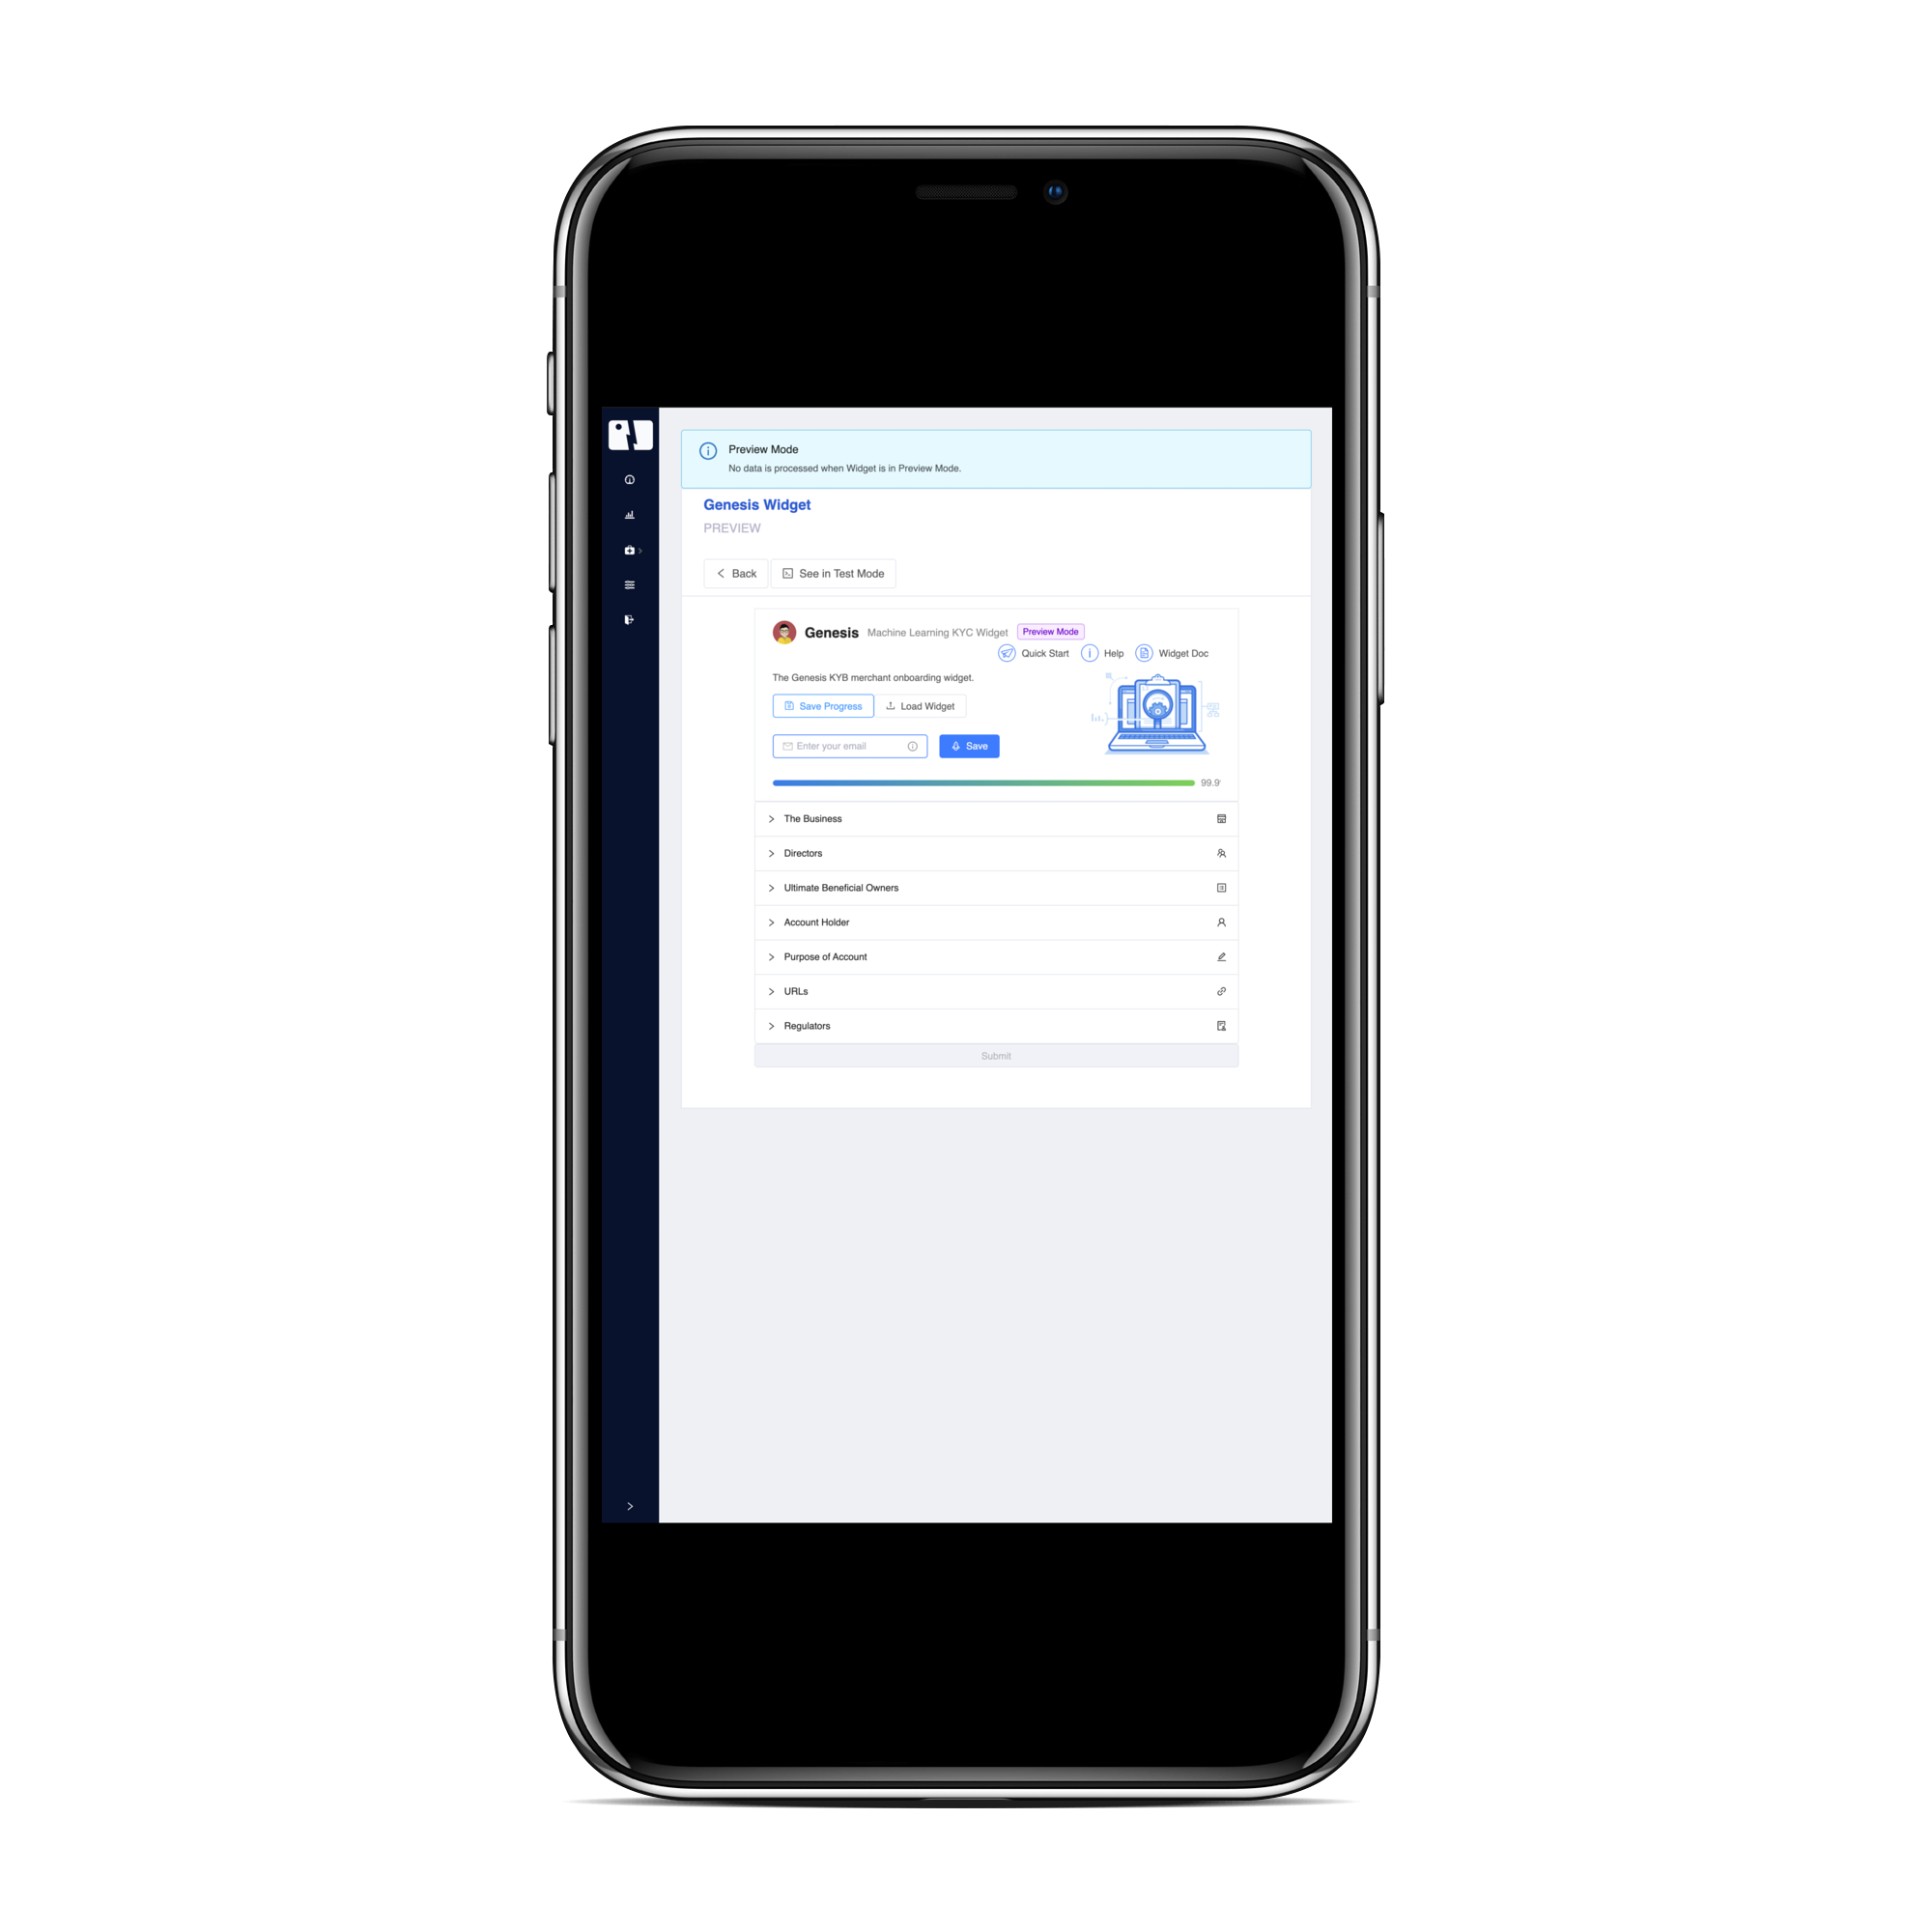 Preview Mode
No data is processed when Widget is in Preview Mode.
Genesis Widget
PREVIEW
Back
See in Test Mode
Genesis Machine Learning KYC Widget Preview Mode
Quick Start Help Widget Doc
The Genesis KYB merchant onboarding widget.
Save Progress Load Widget
Enter your email Save
99.9
The Business
Directors
Ultimate Beneficial Owners
Account Holder
Purpose of Account
URLs
Regulators
Submit